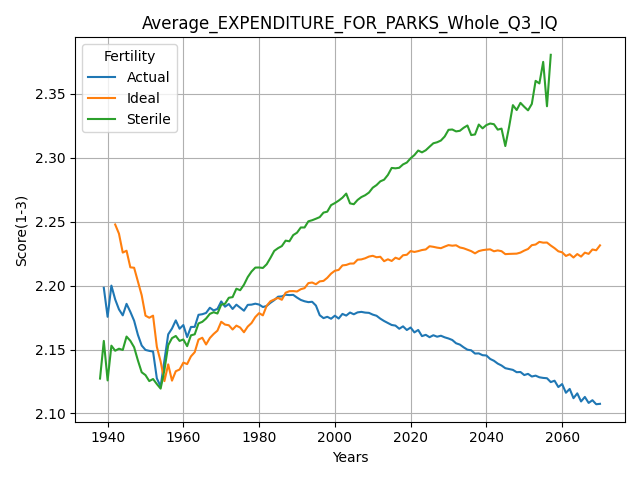 Average_EXPENDITURE_FOR_PARKS_Whole_Q3_IQ
Fertility
Actual
Ideal
Sterile
Score(1-3)
2.35
2.30
2.25
2.20
2.15
2.10
1940 1960 1980 2000 2020 2040 2060
Years